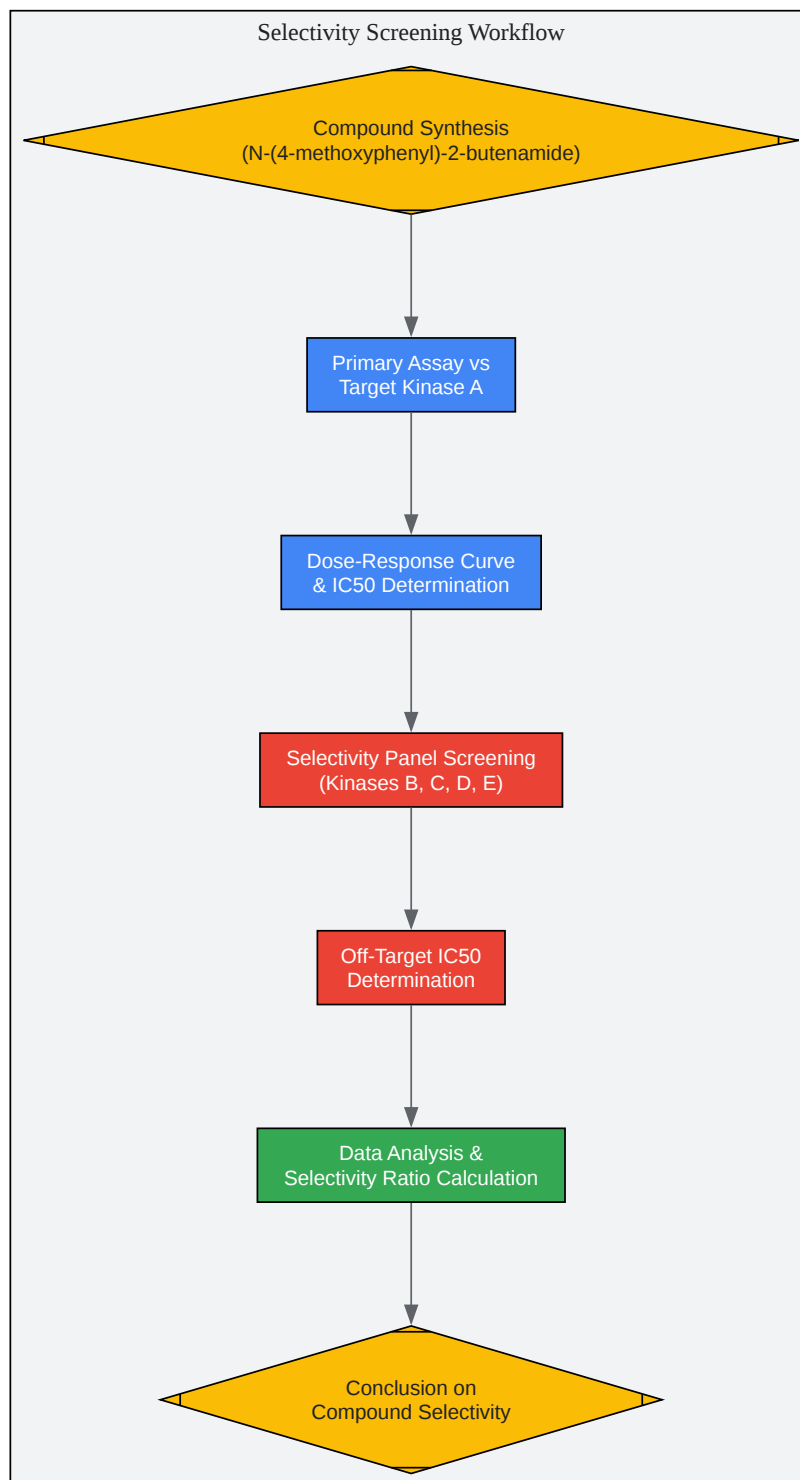 Selectivity Screening Workflow
Compound Synthesis
(N-(4-methoxyphenyl)-2-butenamide)
Primary Assay vs
Target Kinase A
Dose-Response Curve
& IC50 Determination
Selectivity Panel Screening
(Kinases B, C, D, E)
Off-Target IC50
Determination
Data Analysis &
Selectivity Ratio Calculation
Conclusion on
Compound Selectivity